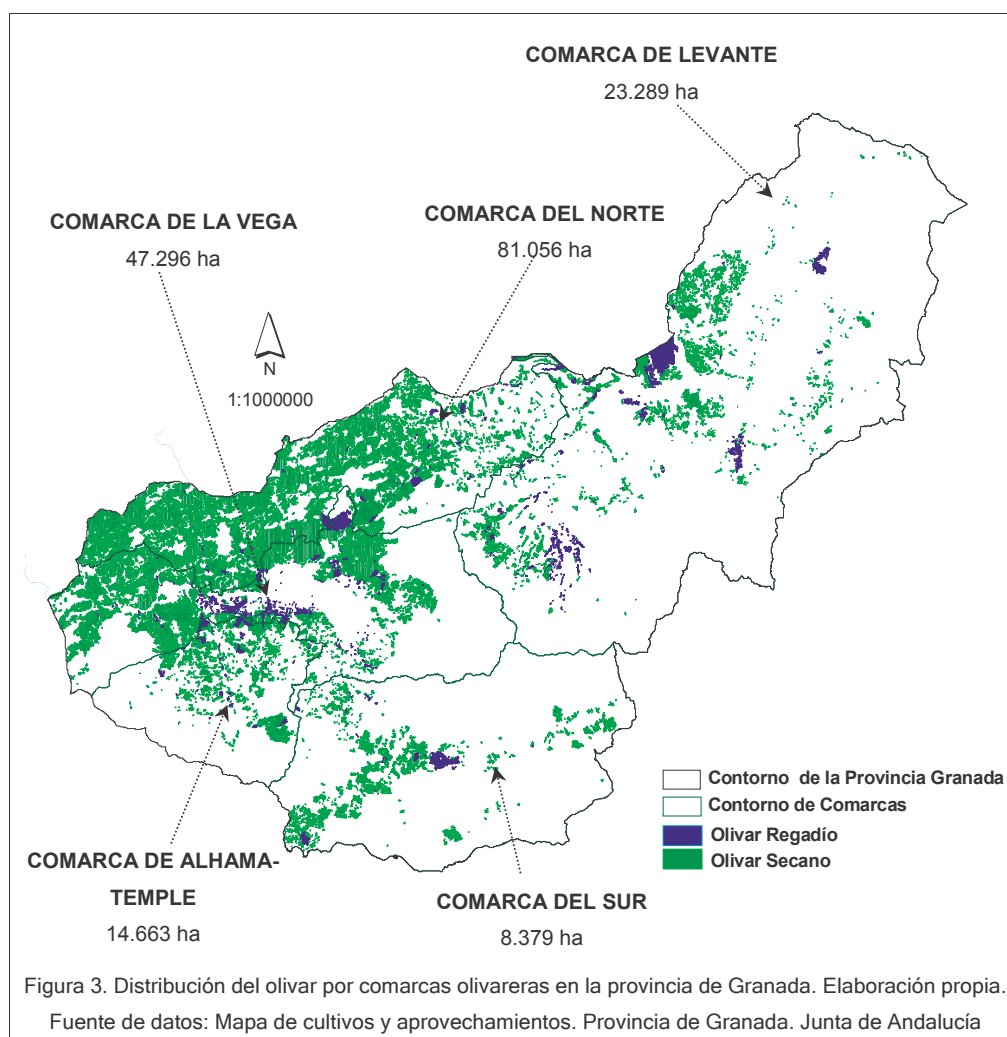 COMARCA DE LEVANTE
23.289 ha
COMARCA DE LA VEGA
47.296 ha
COMARCA DEL NORTE
81.056 ha
N
1:1000000
Contorno de la Provincia Granada
Contorno de Comarcas
Olivar Regadío
Olivar Secano
COMARCA DE ALHAMA-
TEMPLE
14.663 ha
COMARCA DEL SUR
8.379 ha
Figura 3. Distribución del olivar por comarcas olivareras en la provincia de Granada. Elaboración propia.
Fuente de datos: Mapa de cultivos y aprovechamientos. Provincia de Granada. Junta de Andalucía